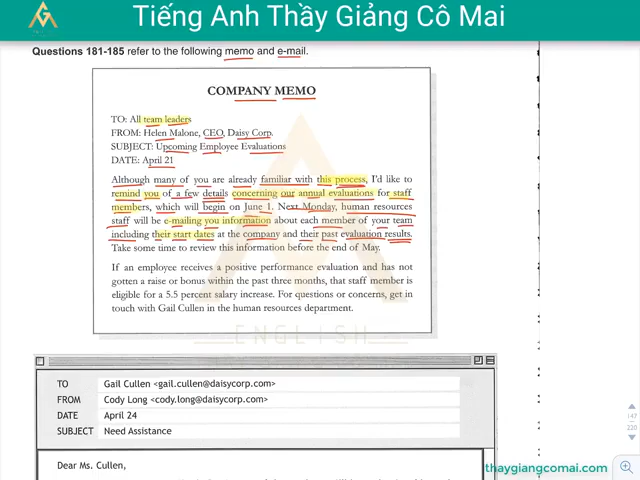 Tiếng Anh Thầy Giảng Cô Mai
Questions 181-185 refer to the following memo and e-mail.
COMPANY MEMO
TO: All team leaders
FROM: Helen Malone, CEO, Daisy Corp.
SUBJECT: Upcoming Employee Evaluations
DATE: April 21
Although many of you are already familiar with this process, I'd like to
remind you of a few details concerning our annual evaluations for staff
members, which will begin on June 1. Next Monday, human resources
staff will be e-mailing you information about each member of your team
including their start dates at the company and their past evaluation results.
Take some time to review this information before the end of May.
If an employee receives a positive performance evaluation and has not
gotten a raise or bonus within the past three months, that staff member is
eligible for a 5.5 percent salary increase. For questions or concerns, get in
touch with Gail Cullen in the human resources department.
ENGLISH
TO Gail Cullen <gail.cullen@daisycorp.com>
FROM Cody Long <cody.long@daisycorp.com>
DATE April 24
SUBJECT Need Assistance
Dear Ms. Cullen,
147
220
thaygiangcomai.com